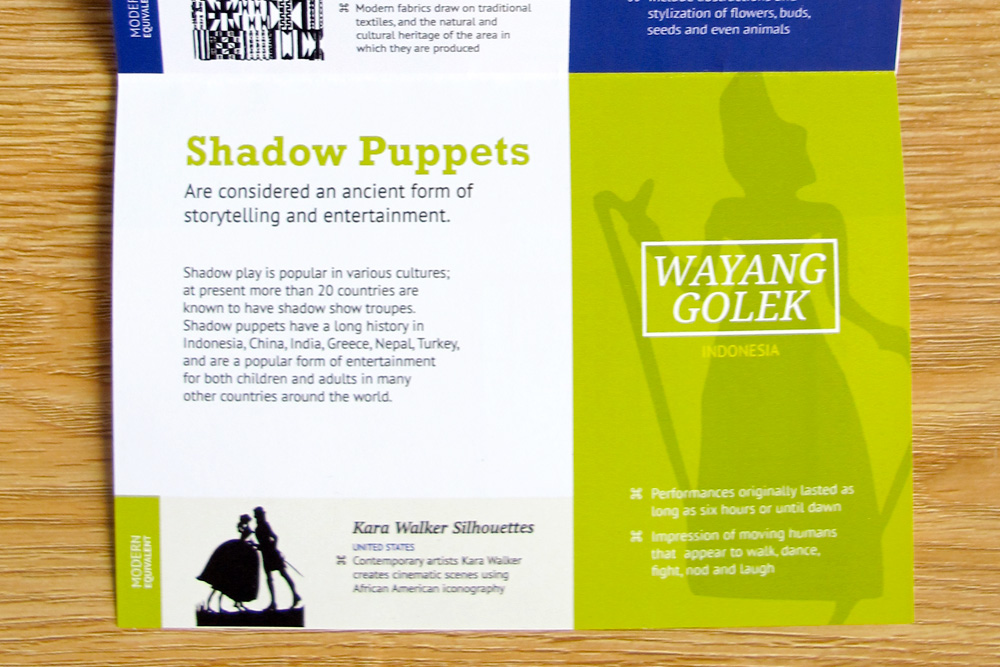 MODERN
EQUIVALENT
⌘ Modern fabrics draw on traditional
textiles, and the natural and
cultural heritage of the area in
which they are produced
stylization of flowers, buds,
seeds and even animals
Shadow Puppets
Are considered an ancient form of
storytelling and entertainment.
Shadow play is popular in various cultures;
at present more than 20 countries are
known to have shadow show troupes.
Shadow puppets have a long history in
Indonesia, China, India, Greece, Nepal, Turkey,
and are a popular form of entertainment
for both children and adults in many
other countries around the world.
WAYANG
GOLEK
INDONESIA
⌘ Performances originally lasted as
long as six hours or until dawn
⌘ Impression of moving humans
that appear to walk, dance,
fight, nod and laugh
MODERN
EQUIVALENT
Kara Walker Silhouettes
UNITED STATES
⌘ Contemporary artists Kara Walker
creates cinematic scenes using
African American iconography